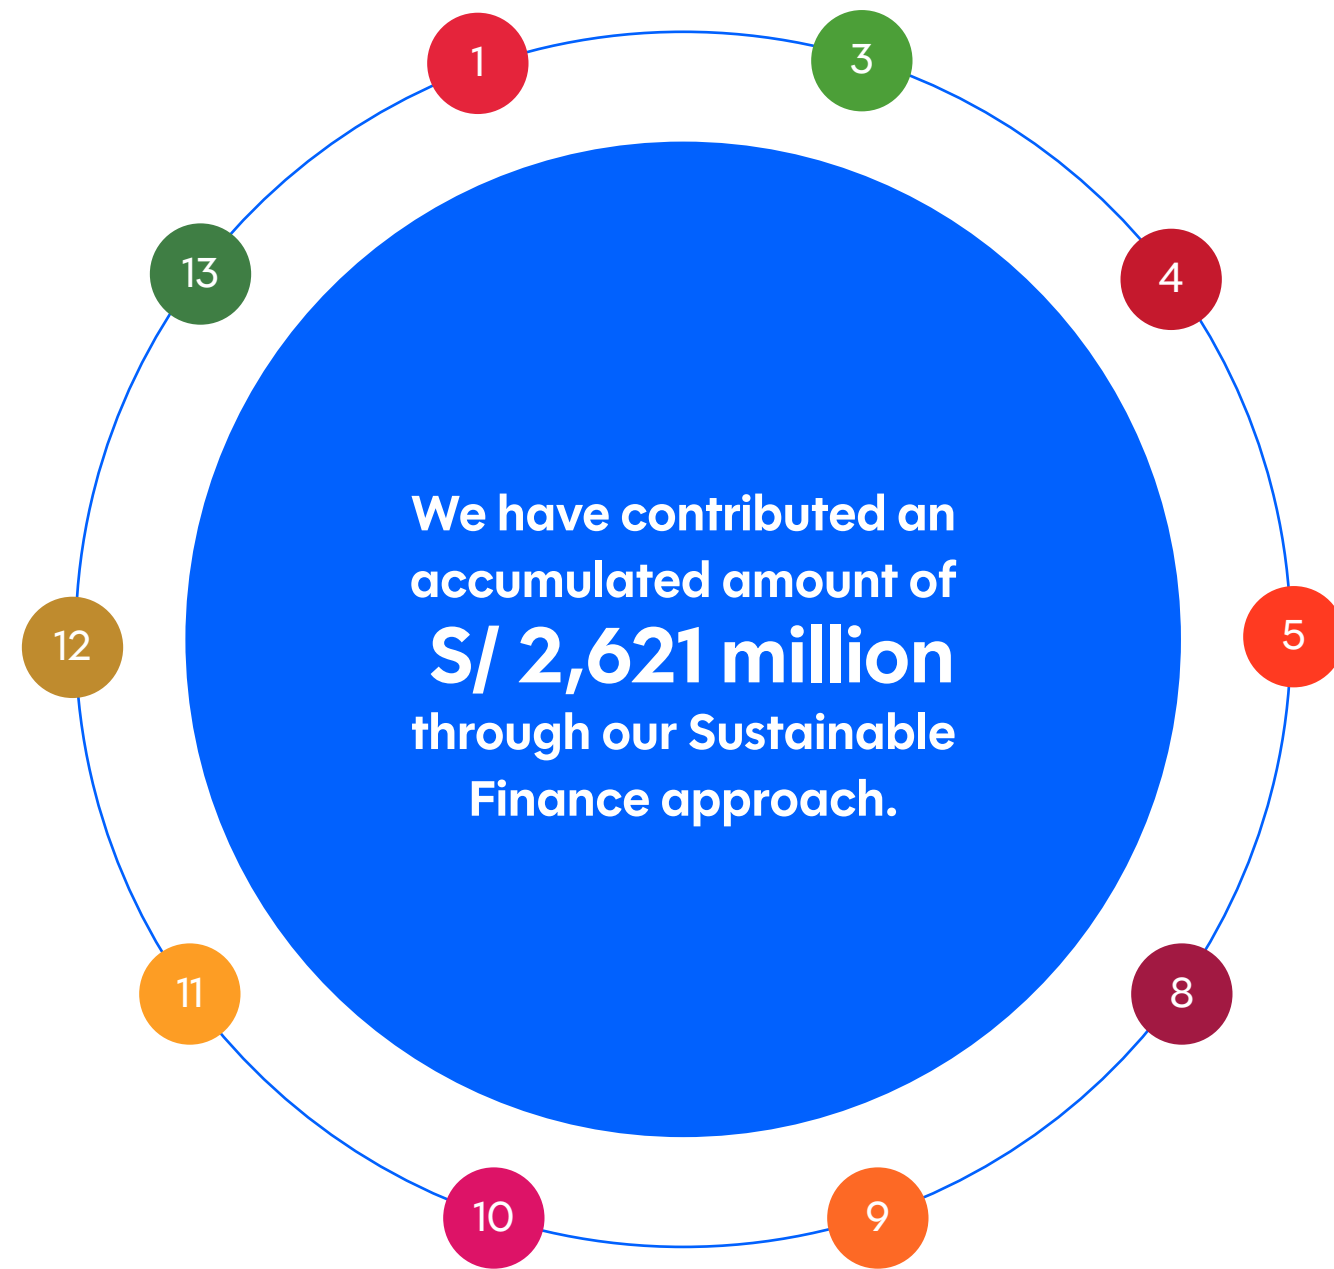 1
3
13
4
We have contributed an
accumulated amount of
S/ 2,621 million
through our Sustainable
Finance approach.
12
5
11
8
10
9